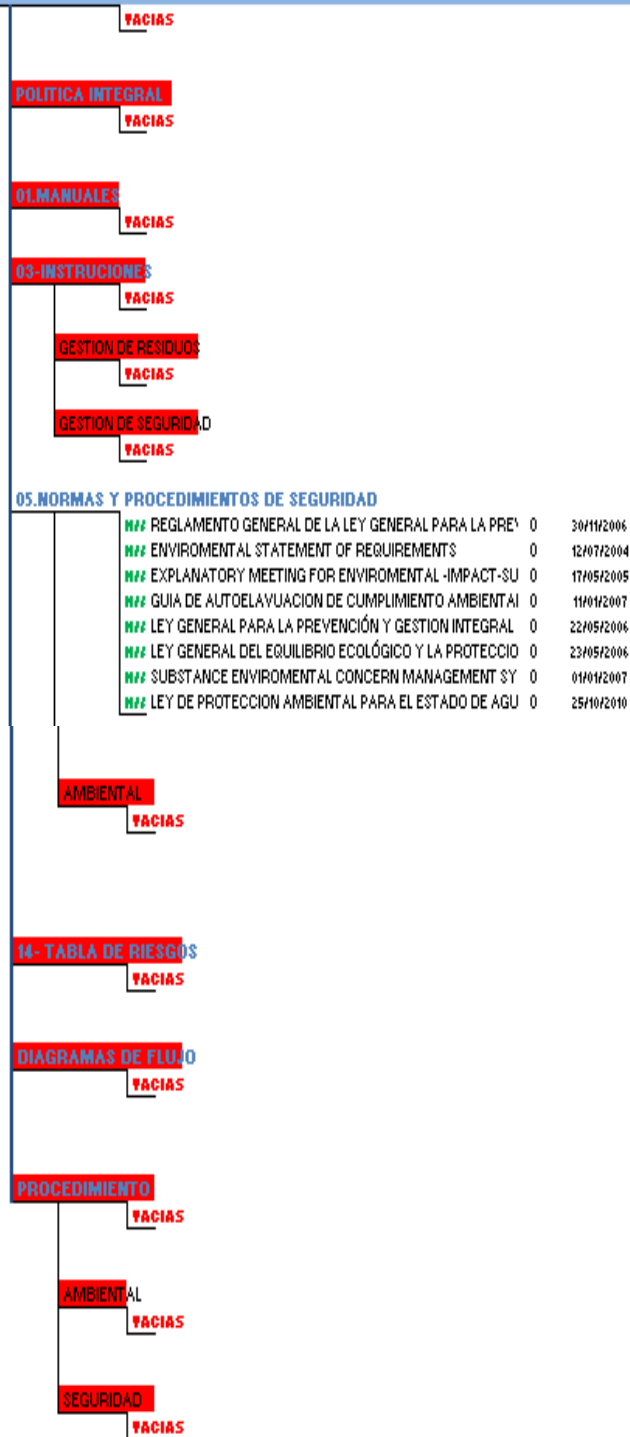 VACIAS
POLITICA INTEGRAL
VACIAS
01.MANUALES
VACIAS
03-INSTRUCIONES
VACIAS
GESTION DE RESIDUOS
VACIAS
GESTION DE SEGURIDAD
VACIAS
05.NORMAS Y PROCEDIMIENTOS DE SEGURIDAD
REGLAMENTO GENERAL DE LA LEY GENERAL PARA LA PREV 0 30/11/2006
ENVIROMENTAL STATEMENT OF REQUIREMENTS 0 12/07/2004
EXPLANATORY MEETING FOR ENVIROMENTAL -IMPACT-SU 0 17/05/2005
GUIA DE AUTOELAVUACION DE CUMPLIMIENTO AMBIENTAl 0 11/01/2007
LEY GENERAL PARA LA PREVENCIÓN Y GESTION INTEGRAL 0 22/05/2006
LEY GENERAL DEL EQUILIBRIO ECOLÓGICO Y LA PROTECCIO 0 23/05/2006
SUBSTANCE ENVIROMENTAL CONCERN MANAGEMENT SY 0 01/01/2007
LEY DE PROTECCION AMBIENTAL PARA EL ESTADO DE AGU 0 25/10/2010
AMBIENTAL
VACIAS
14- TABLA DE RIESGOS
VACIAS
DIAGRAMAS DE FLUJO
VACIAS
PROCEDIMIENTO
VACIAS
AMBIENTAL
VACIAS
SEGURIDAD
VACIAS